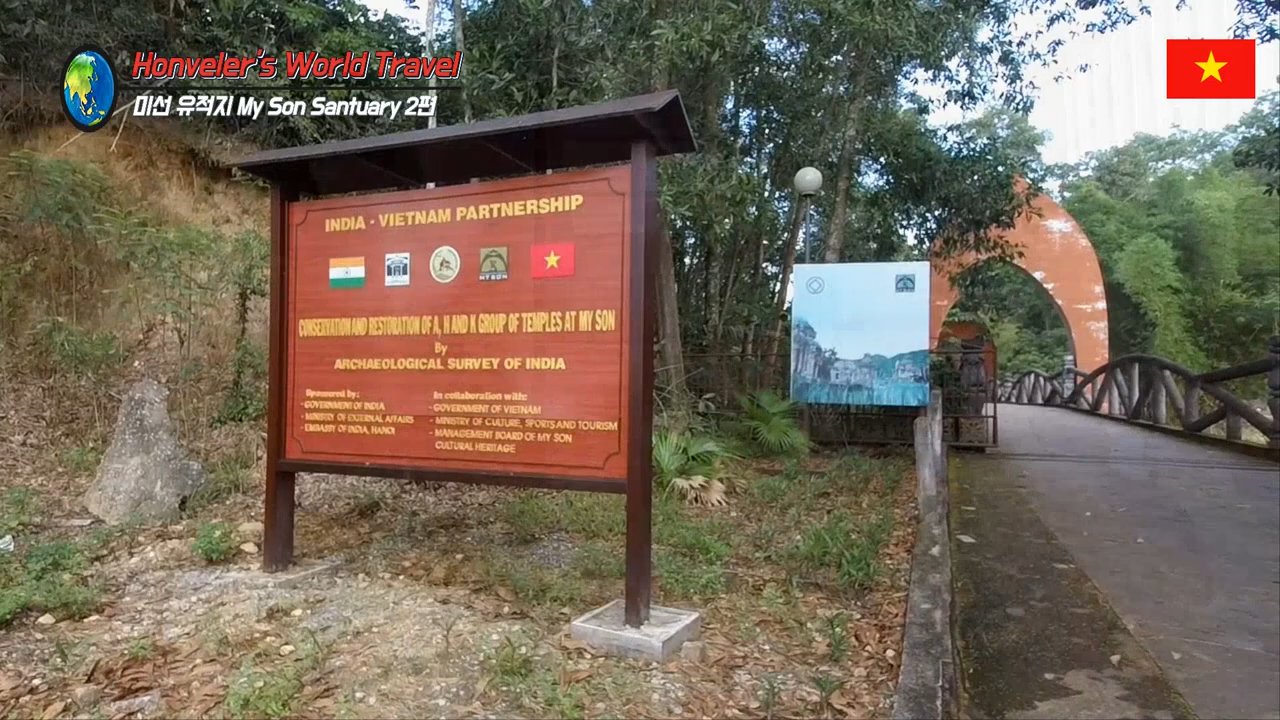 Honveler's World Travel
미선 유적지 My Son Santuary 2편
INDIA - VIETNAM PARTNERSHIP
MY SON
CONSERVATION AND RESTORATION OF A, H AND K GROUP OF TEMPLES AT MY SON
By
ARCHAEOLOGICAL SURVEY OF INDIA
Sponsored by:
- GOVERNMENT OF INDIA,
- MINISTRY OF EXTERNAL AFFAIRS
- EMBASSY OF INDIA, HANOI
In collaboration with:
- GOVERNMENT OF VIETNAM
- MINISTRY OF CULTURE, SPORTS AND TOURISM
- MANAGEMENT BOARD OF MY SON
CULTURAL HERITAGE